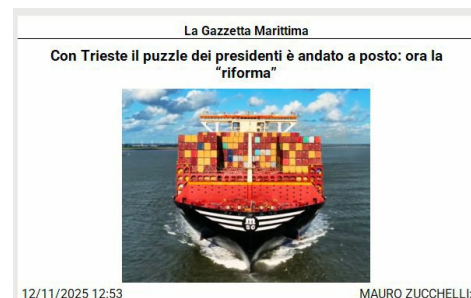 La Gazzetta Marittima
Con Trieste il puzzle dei presidenti è andato a posto: ora la
“riforma”
12/11/2025 12:53 MAURO ZUCCHELLI: